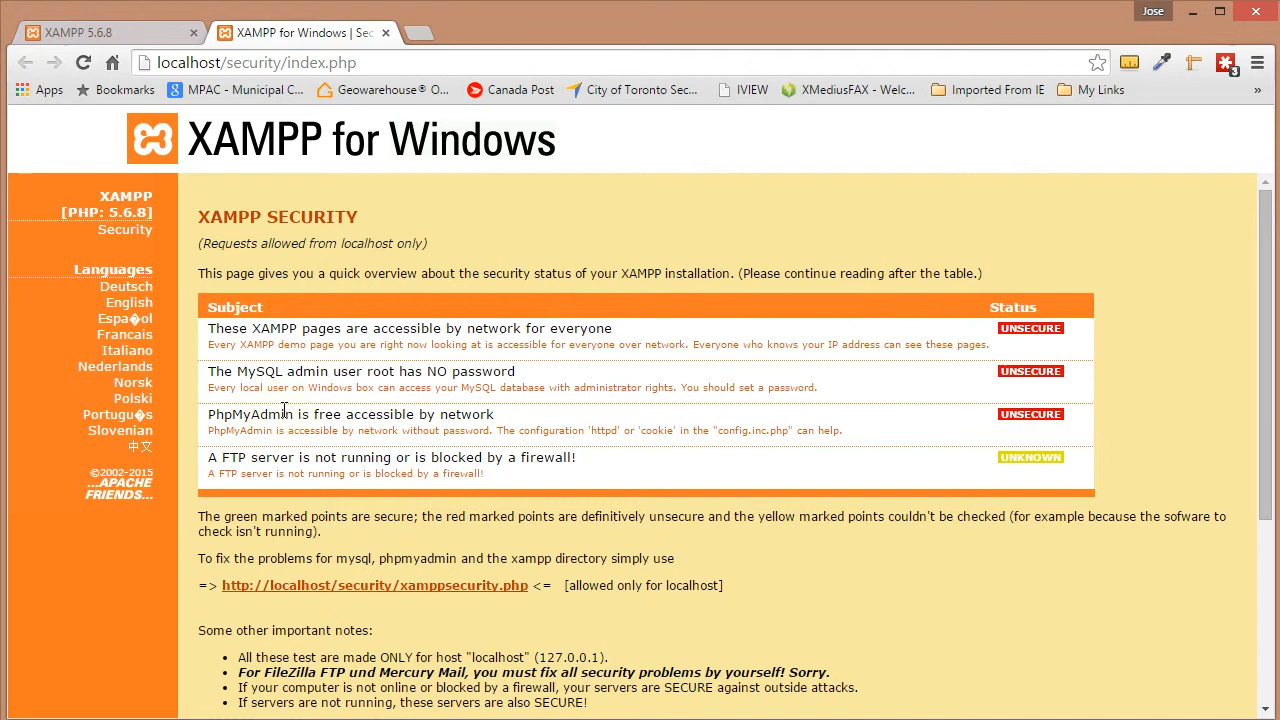 Jose
XAMPP 5.6.8
XAMPP for Windows | Sec
localhost/security/index.php
3
Apps
Bookmarks
MPAC - Municipal C...
Geowarehouse® O...
Canada Post
City of Toronto Sec...
IVIEW
XMediusFAX - Welc...
Imported From IE
My Links
»
XAMPP for Windows
XAMPP
[PHP: 5.6.8]
Security
Languages
Deutsch
English
Espa�ol
Francais
Italiano
Nederlands
Norsk
Polski
Portugu�s
Slovenian
中文
©2002-2015
...APACHE
FRIENDS...
XAMPP SECURITY
(Requests allowed from localhost only)
This page gives you a quick overview about the security status of your XAMPP installation. (Please continue reading after the table.)
Subject Status
These XAMPP pages are accessible by network for everyone UNSECURE
Every XAMPP demo page you are right now looking at is accessible for everyone over network. Everyone who knows your IP address can see these pages.
The MySQL admin user root has NO password UNSECURE
Every local user on Windows box can access your MySQL database with administrator rights. You should set a password.
PhpMyAdmin is free accessible by network UNSECURE
PhpMyAdmin is accessible by network without password. The configuration 'httpd' or 'cookie' in the "config.inc.php" can help.
A FTP server is not running or is blocked by a firewall! UNKNOWN
A FTP server is not running or is blocked by a firewall!
The green marked points are secure; the red marked points are definitively unsecure and the yellow marked points couldn't be checked (for example because the sofware to
check isn't running).
To fix the problems for mysql, phpmyadmin and the xampp directory simply use
=> http://localhost/security/xamppsecurity.php <= [allowed only for localhost]
Some other important notes:
• All these test are made ONLY for host "localhost" (127.0.0.1).
• For FileZilla FTP und Mercury Mail, you must fix all security problems by yourself! Sorry.
• If your computer is not online or blocked by a firewall, your servers are SECURE against outside attacks.
• If servers are not running, these servers are also SECURE!